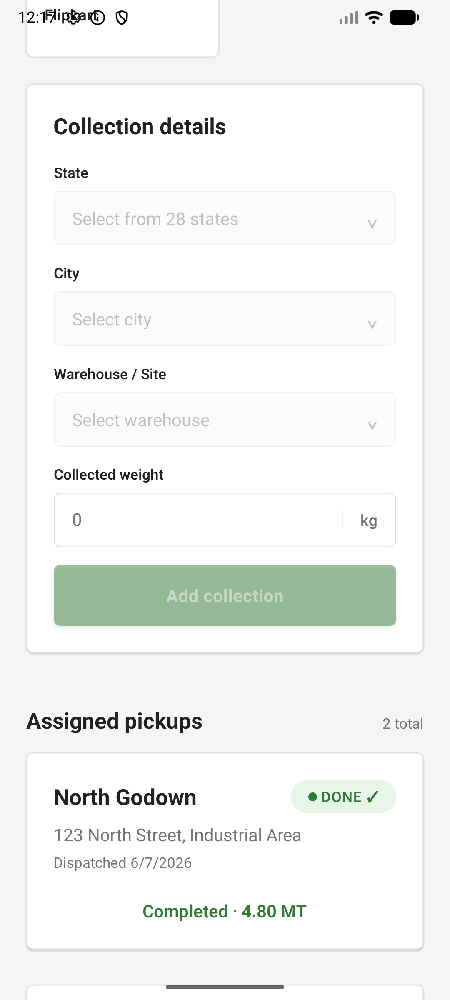 12:17
Flipkart
Collection details
State
Select from 28 states
City
Select city
Warehouse / Site
Select warehouse
Collected weight
0 kg
Add collection
Assigned pickups 2 total
North Godown DONE ✓
123 North Street, Industrial Area
Dispatched 6/7/2026
Completed · 4.80 MT